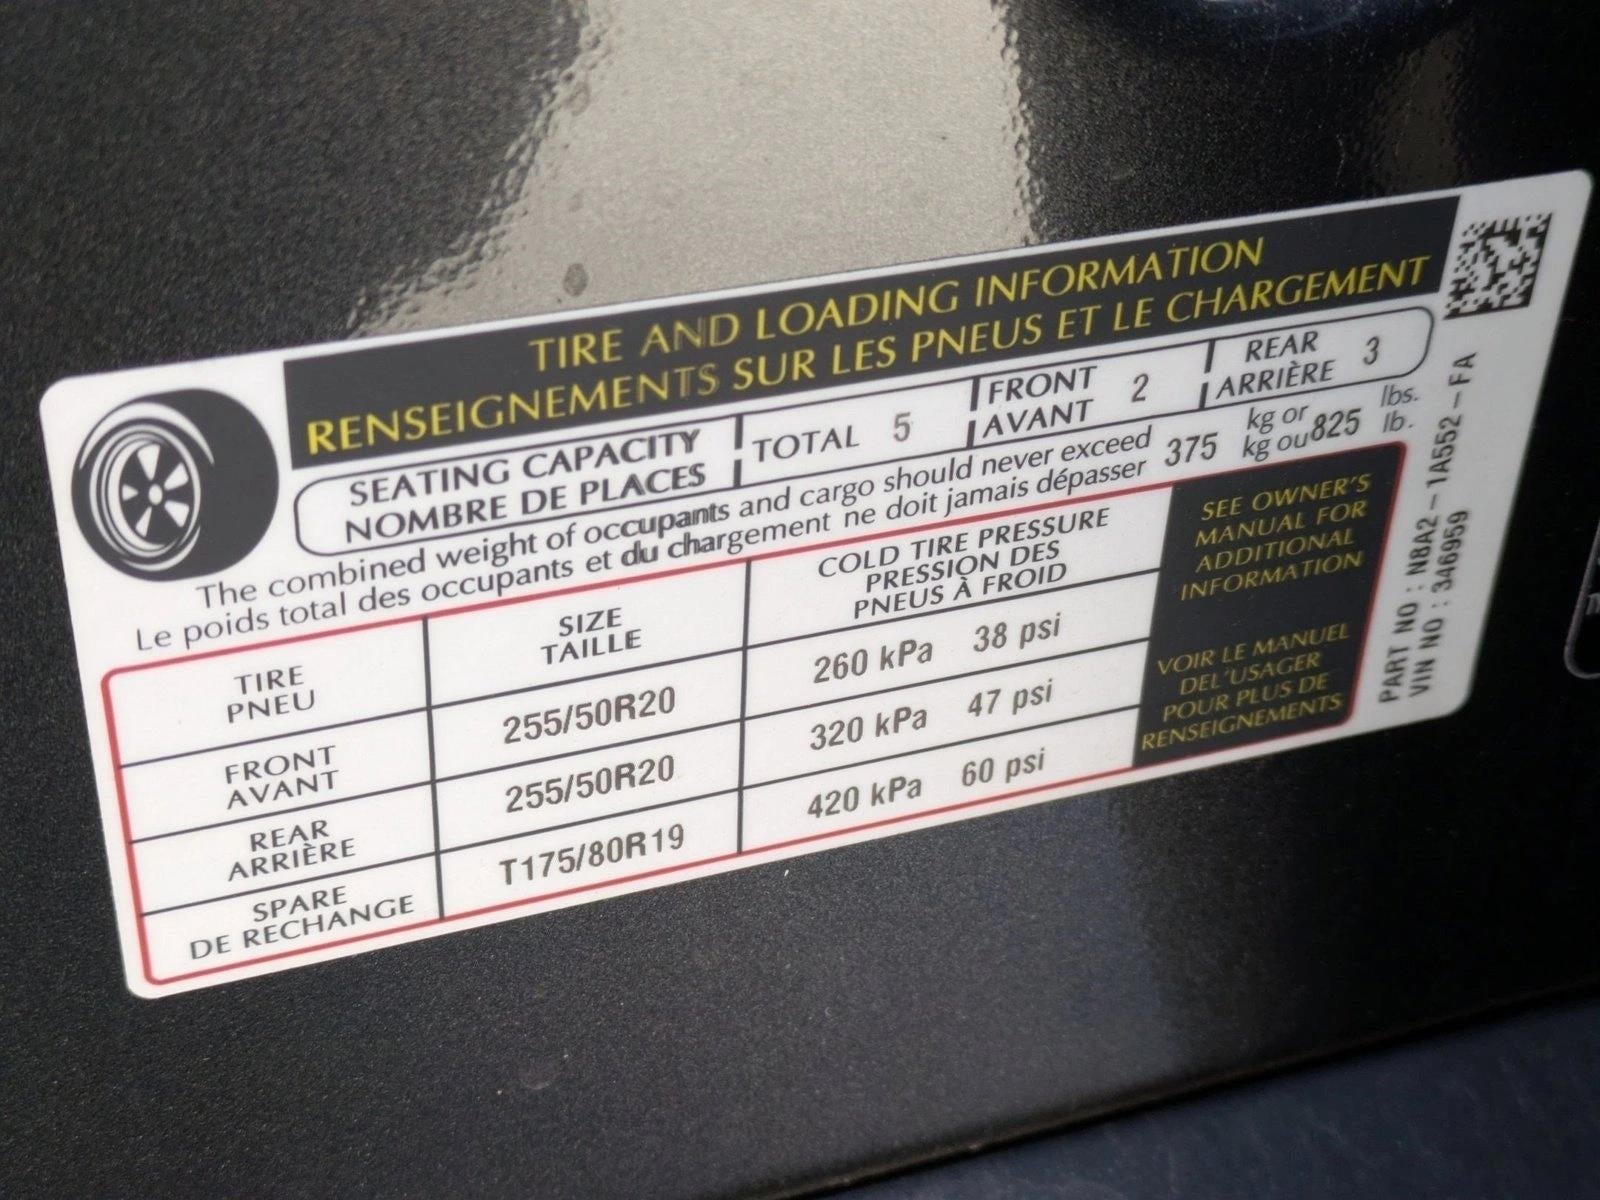 TIRE AND LOADING INFORMATION
RENSEIGNEMENTS SUR LES PNEUS ET LE CHARGEMENT
SEATING CAPACITY
NOMBRE DE PLACES
TOTAL 5
FRONT
AVANT
2
REAR
ARRIÈRE
3
The combined weight of occupants and cargo should never exceed
Le poids total des occupants et du chargement ne doit jamais dépasser
375
kg or
kg ou
825
lbs.
lb.
TIRE
PNEU
SIZE
TAILLE
COLD TIRE PRESSURE
PRESSION DES
PNEUS À FROID
FRONT
AVANT
255/50R20
260 kPa 38 psi
REAR
ARRIÈRE
255/50R20
320 kPa 47 psi
SPARE
DE RECHANGE
T175/80R19
420 kPa 60 psi
SEE OWNER'S
MANUAL FOR
ADDITIONAL
INFORMATION
VOIR LE MANUEL
DEL'USAGER
POUR PLUS DE
RENSEIGNEMENTS
PART NO : N8A2-1A552-FA
VIN NO : 346959